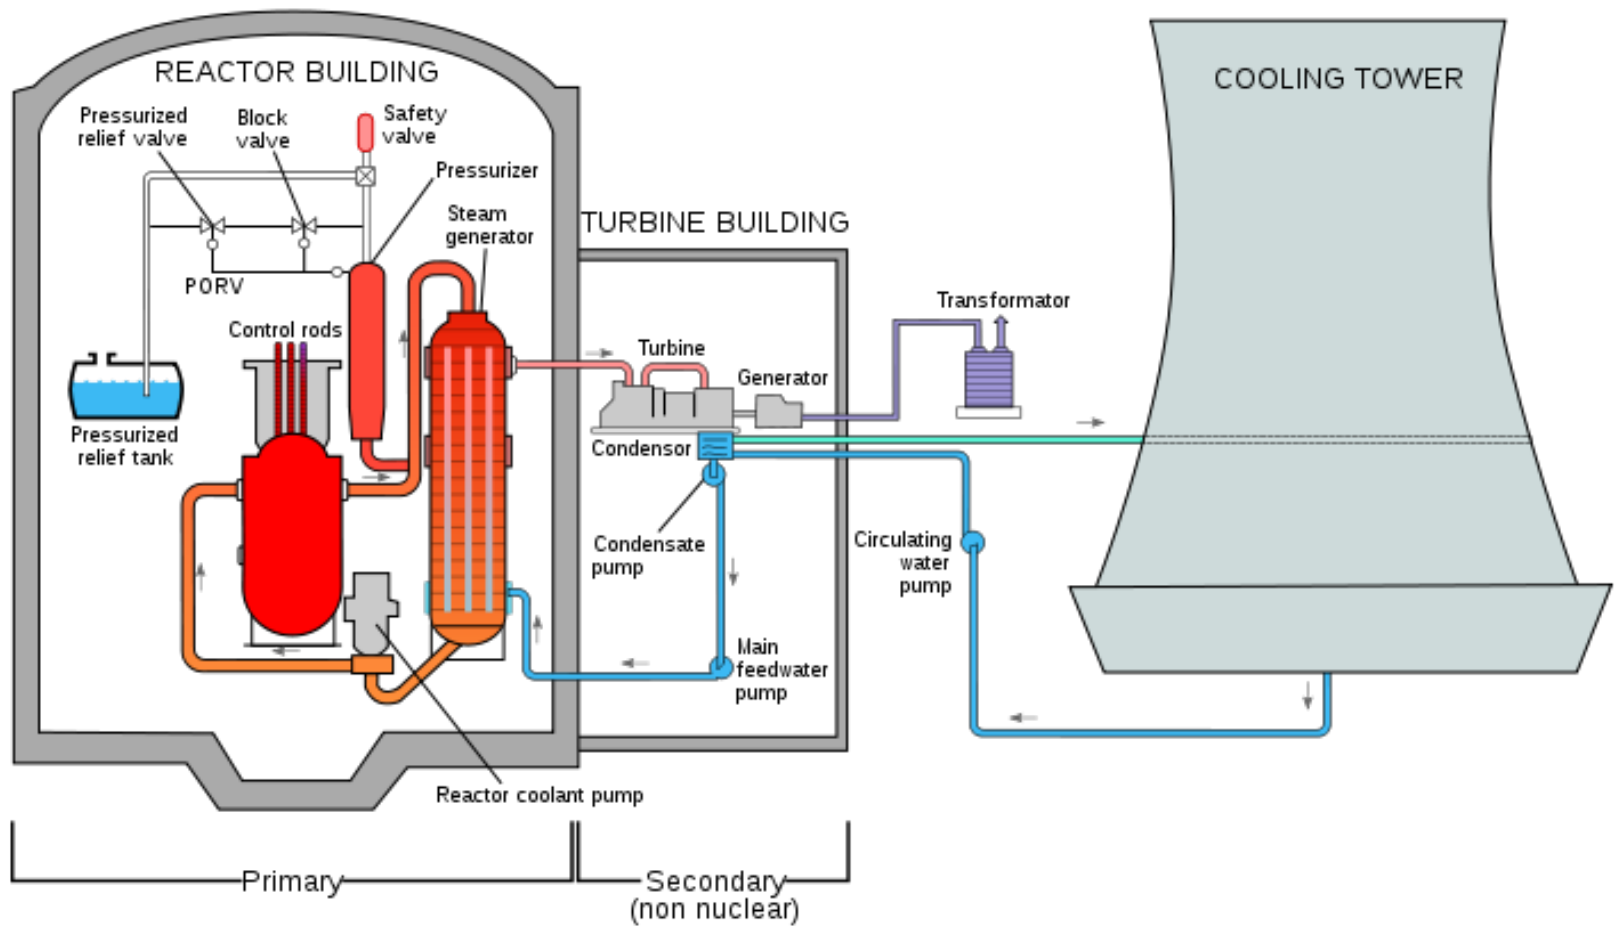 REACTOR BUILDING
COOLING TOWER
Pressurized
relief valve
Block
valve
Safety
valve
Pressurizer
Steam
generator
TURBINE BUILDING
PORV
Control rods
Transformator
Turbine
Generator
Pressurized
relief tank
Condensor
Condensate
pump
Circulating
water
pump
Main
feedwater
pump
Reactor coolant pump
Primary
Secondary
(non nuclear)